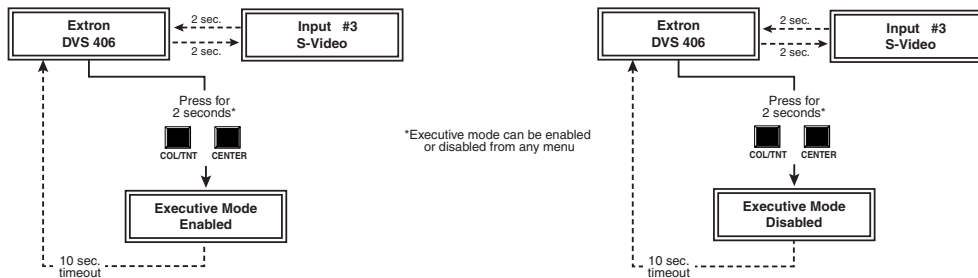 Extron
DVS 406
2 sec.
2 sec.
Input #3
S-Video
Press for
2 seconds*
COL/TNT CENTER
Executive Mode
Enabled
10 sec.
timeout
*Executive mode can be enabled
or disabled from any menu
Extron
DVS 406
2 sec.
2 sec.
Input #3
S-Video
Press for
2 seconds*
COL/TNT CENTER
Executive Mode
Disabled
10 sec.
timeout